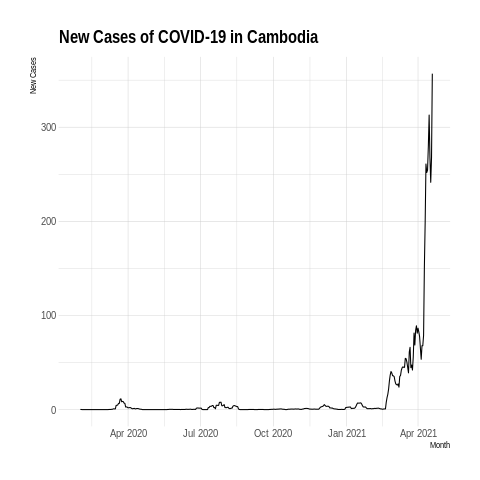 New Cases of COVID-19 in Cambodia
New Cases
300
200
100
0
Apr 2020 Jul 2020 Oct 2020 Jan 2021 Apr 2021
Month